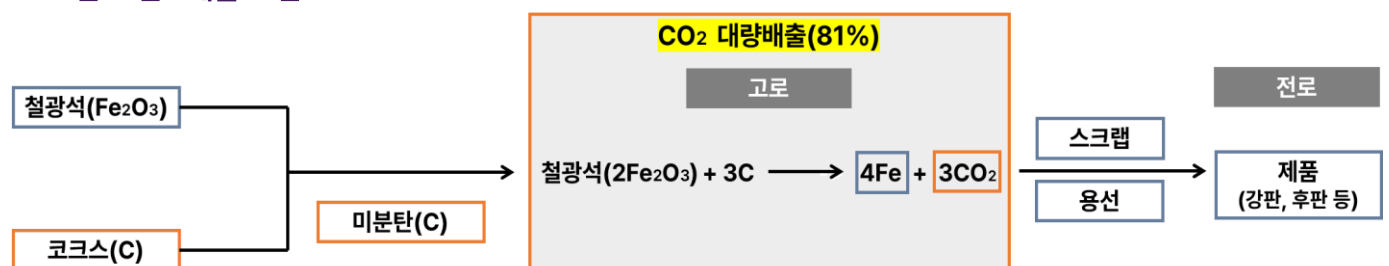 CO₂ 대량배출(81%)
고로
전로
철광석(Fe₂O₃)
스크랩
철광석(2Fe₂O₃) + 3C → 4Fe + 3CO₂
제품
(강판, 후판 등)
미분탄(C)
용선
코크스(C)